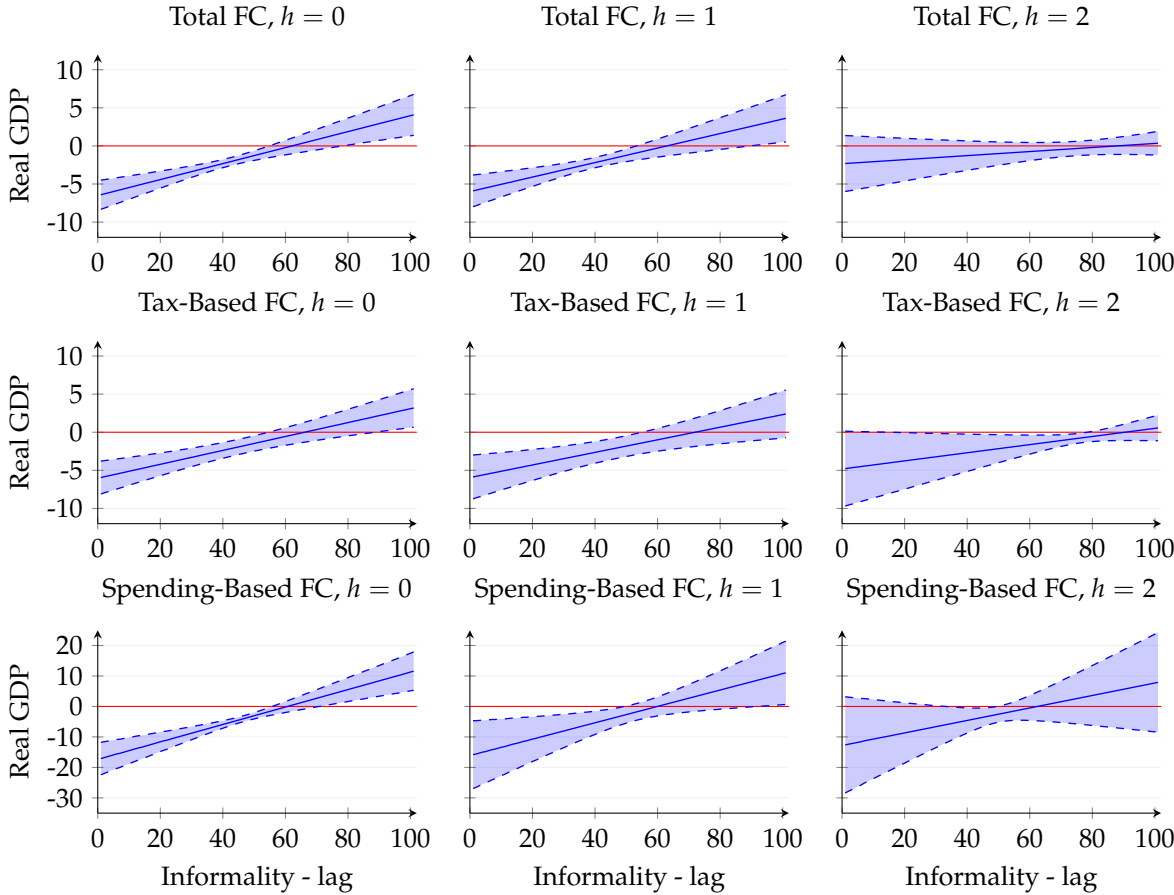 Total FC, h = 0
Total FC, h = 1
Total FC, h = 2
Real GDP
10
5
0
-5
-10
0 20 40 60 80 100
0 20 40 60 80 100
0 20 40 60 80 100
Tax-Based FC, h = 0
Tax-Based FC, h = 1
Tax-Based FC, h = 2
Real GDP
10
5
0
-5
-10
0 20 40 60 80 100
0 20 40 60 80 100
0 20 40 60 80 100
Spending-Based FC, h = 0
Spending-Based FC, h = 1
Spending-Based FC, h = 2
Real GDP
20
10
0
-10
-20
-30
0 20 40 60 80 100
0 20 40 60 80 100
0 20 40 60 80 100
Informality - lag
Informality - lag
Informality - lag